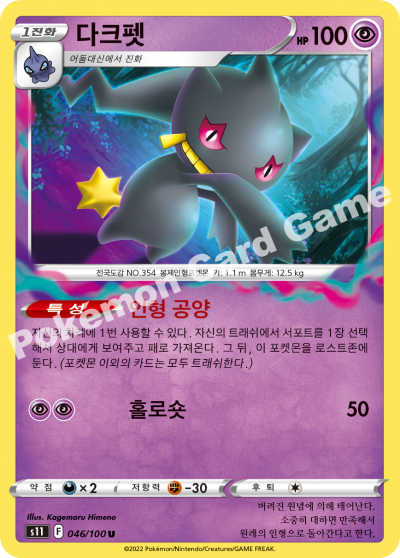 1진화
다크펫
HP 100
어둠대신에서 진화
전국도감 NO.354 봉제인형포켓몬 키: 1.1 m 몸무게: 12.5 kg
특성 인형 공양
자신의 차례에 1번 사용할 수 있다. 자신의 트래쉬에서 서포트를 1장 선택
해서 상대에게 보여주고 패로 가져온다. 그 뒤, 이 포켓몬을 로스트존에
둔다. (포켓몬 이외의 카드는 모두 트래쉬한다.)
홀로숏 50
약점 ×2 저항력 -30 후퇴
Illus. Kagemaru Himeno
s11 F 046/100 U
버려진 원념에 의해 태어난다.
소중히 대하면 만족해서
원래의 인형으로 돌아간다고 한다.
©2022 Pokémon/Nintendo/Creatures/GAME FREAK.
Pokémon Card Game